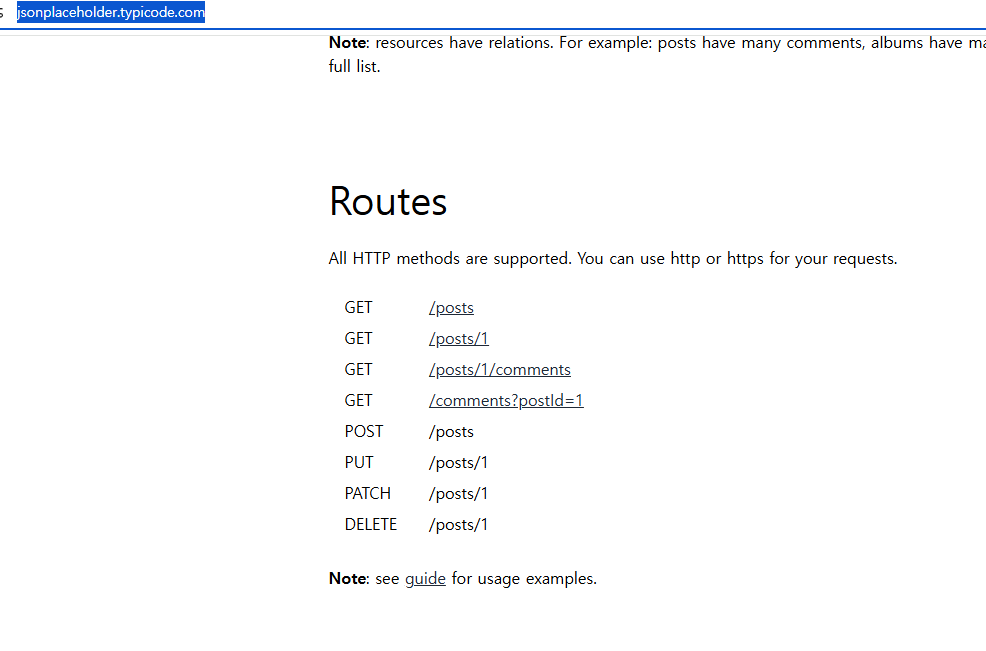 jsonplaceholder.typicode.com
Note: resources have relations. For example: posts have many comments, albums have
full list.
Routes
All HTTP methods are supported. You can use http or https for your requests.
GET /posts
GET /posts/1
GET /posts/1/comments
GET /comments?postId=1
POST /posts
PUT /posts/1
PATCH /posts/1
DELETE /posts/1
Note: see guide for usage examples.